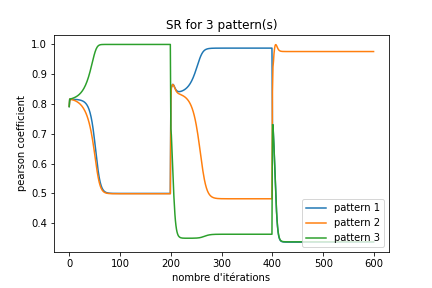 SR for 3 pattern(s)
1.0
0.9
0.8
0.7
0.6
0.5
0.4
pearson coefficient
0
100
200
300
400
500
600
nombre d'itérations
pattern 1
pattern 2
pattern 3